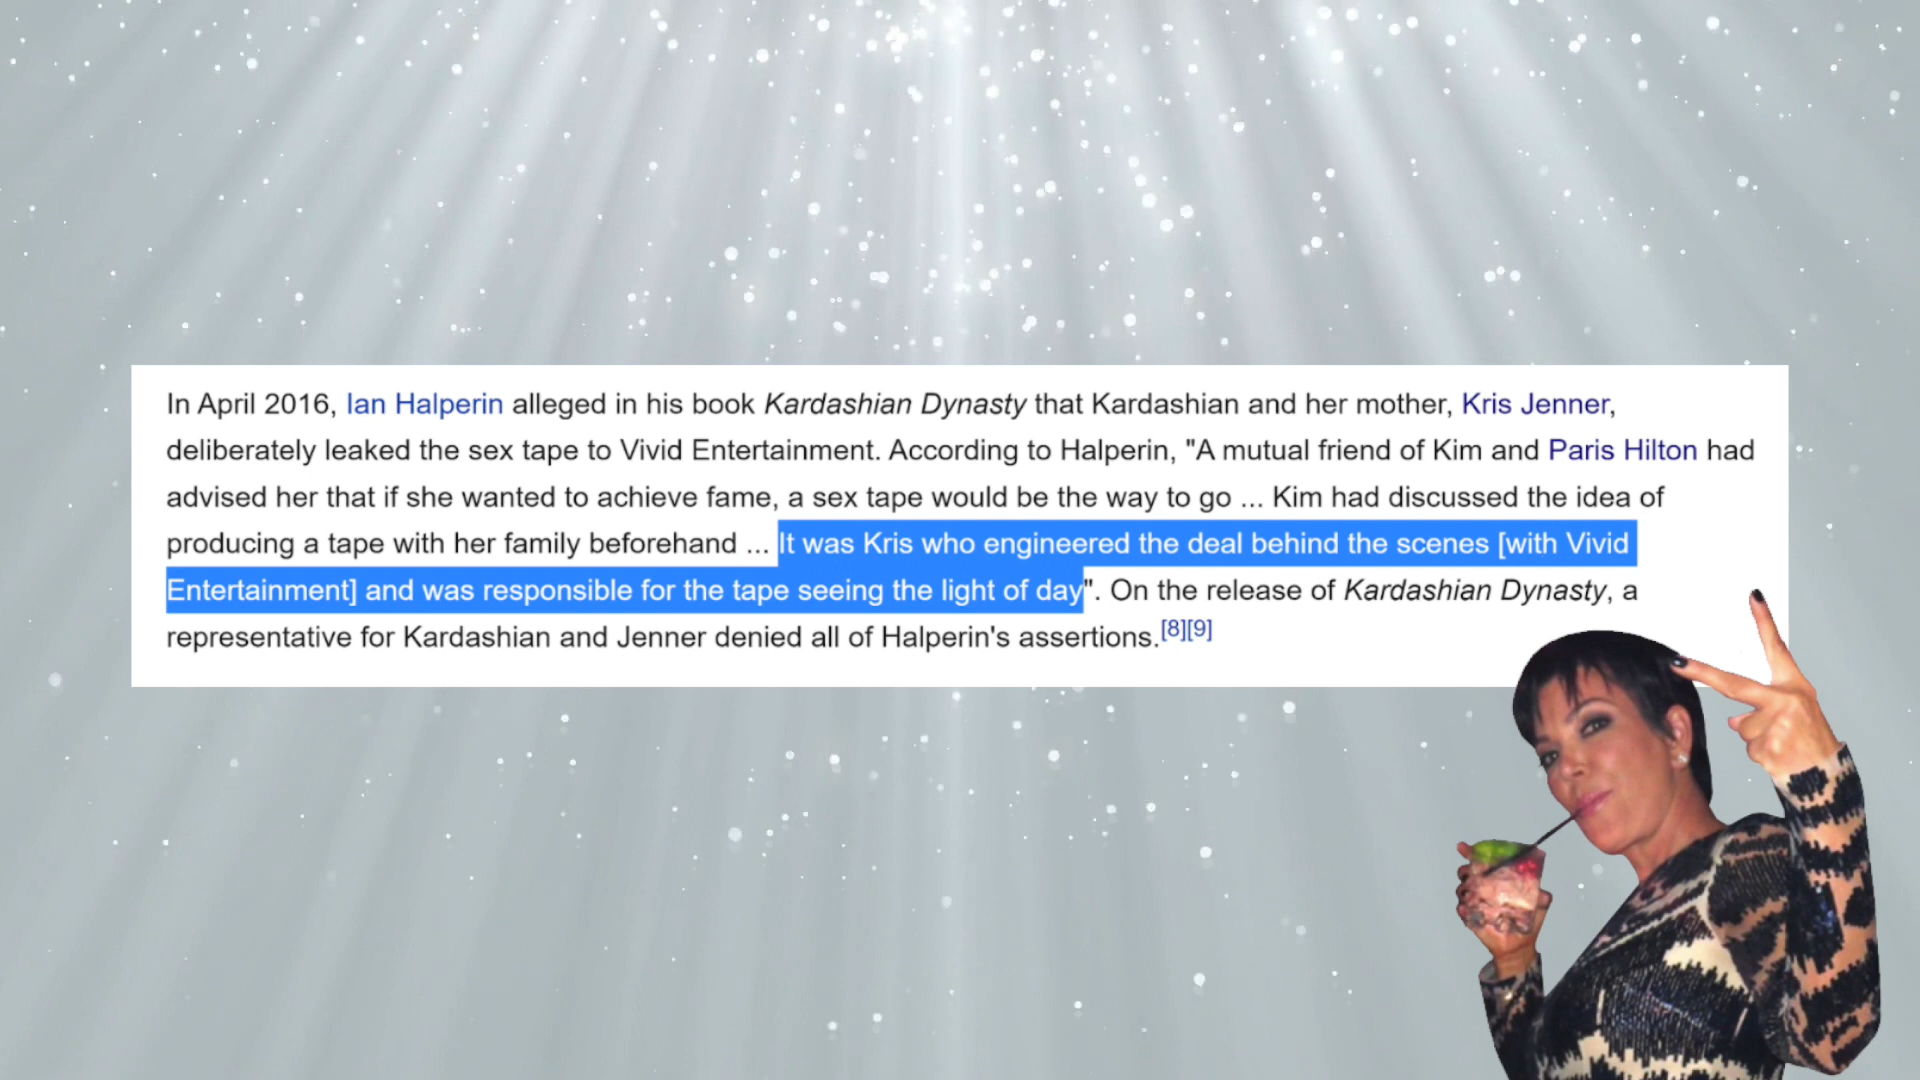 In April 2016, Ian Halperin alleged in his book Kardashian Dynasty that Kardashian and her mother, Kris Jenner,
deliberately leaked the sex tape to Vivid Entertainment. According to Halperin, "A mutual friend of Kim and Paris Hilton had
advised her that if she wanted to achieve fame, a sex tape would be the way to go ... Kim had discussed the idea of
producing a tape with her family beforehand ... It was Kris who engineered the deal behind the scenes [with Vivid
Entertainment] and was responsible for the tape seeing the light of day". On the release of Kardashian Dynasty, a
representative for Kardashian and Jenner denied all of Halperin's assertions.[8][9]